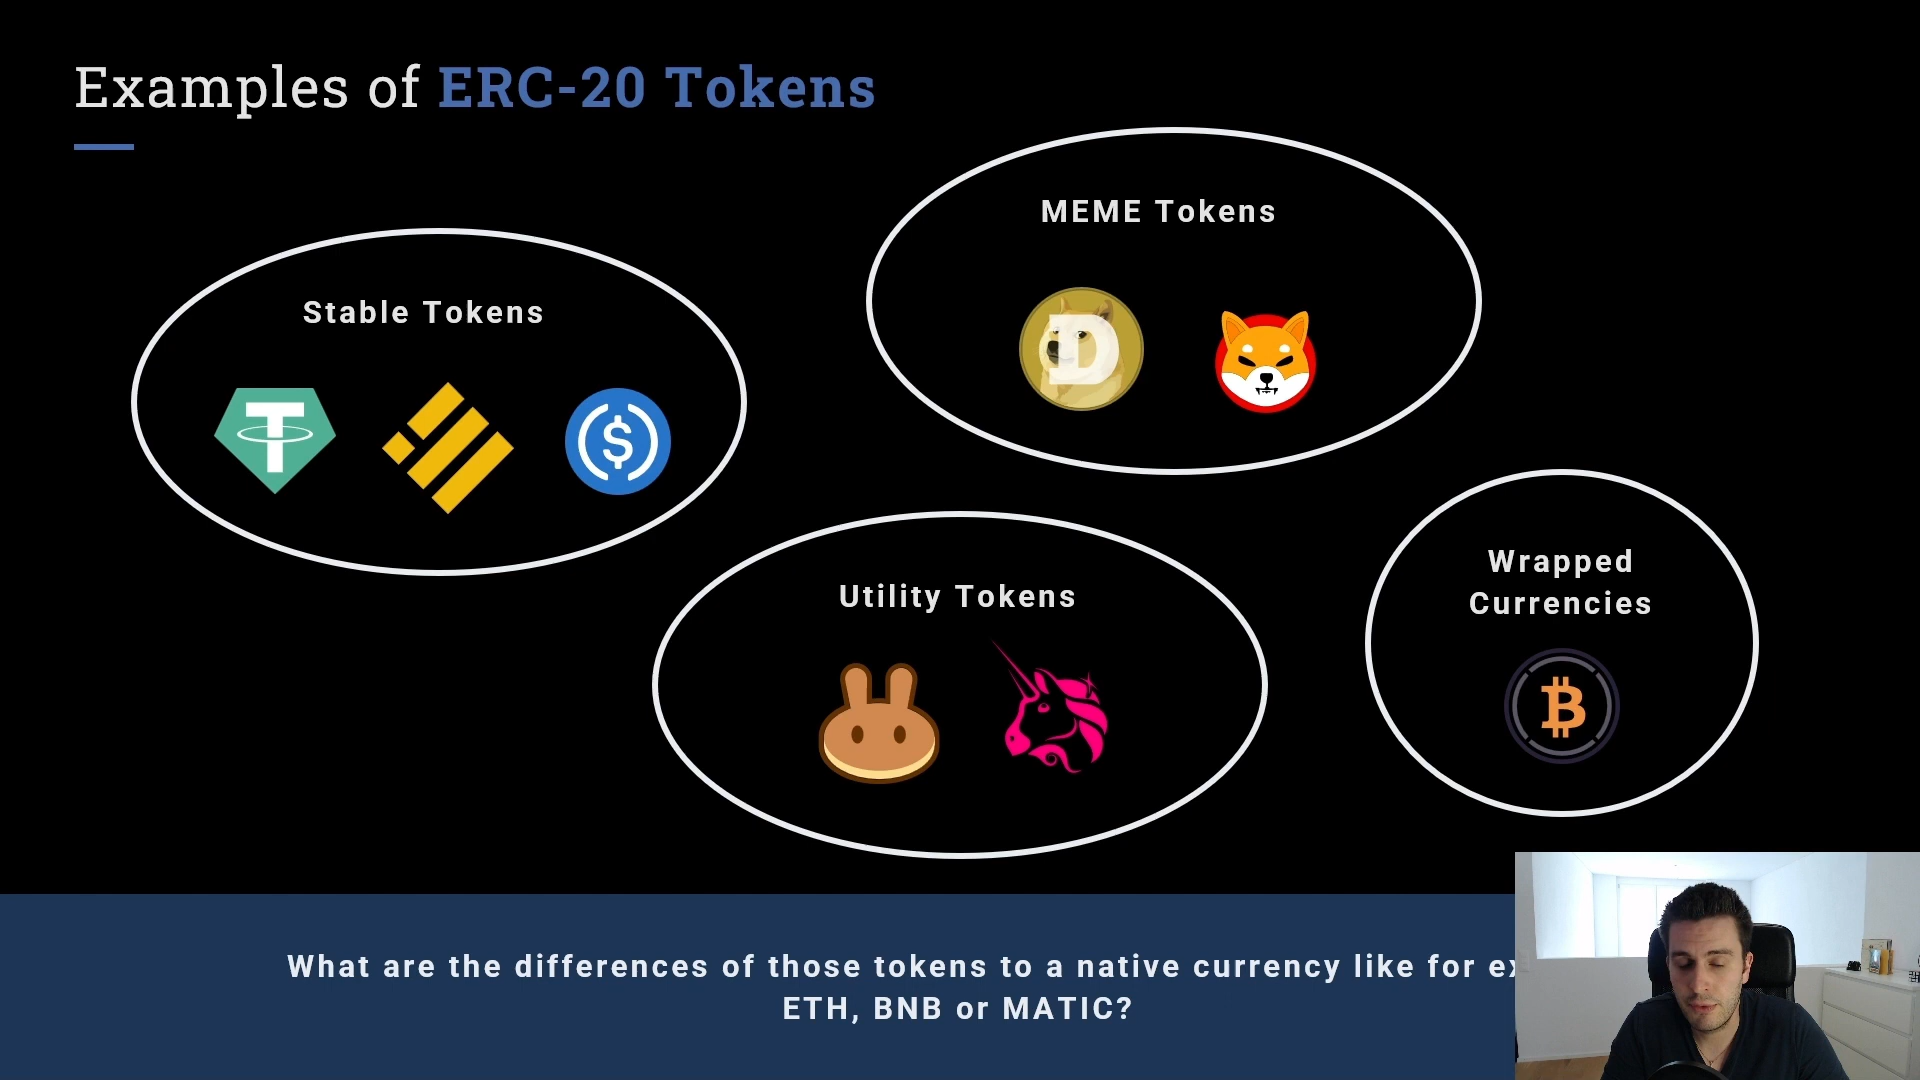 Examples of ERC-20 Tokens
MEME Tokens
Stable Tokens
Wrapped
Currencies
Utility Tokens
What are the differences of those tokens to a native currency like for
ETH, BNB or MATIC?